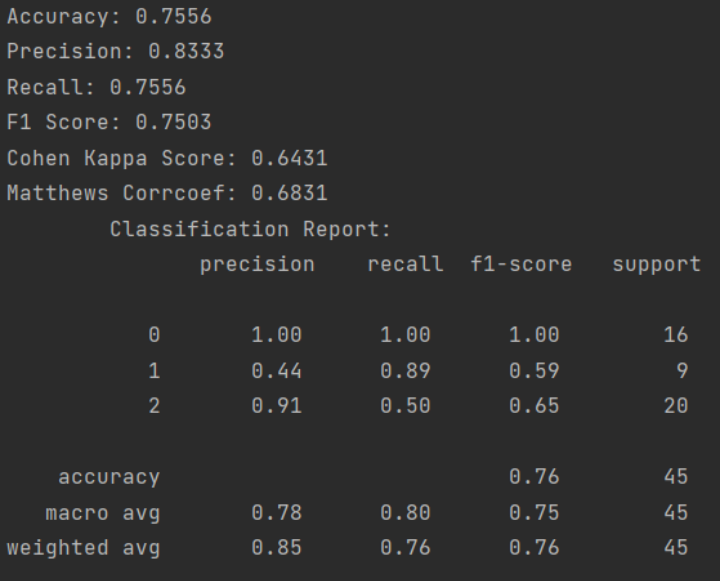 Accuracy: 0.7556
Precision: 0.8333
Recall: 0.7556
F1 Score: 0.7503
Cohen Kappa Score: 0.6431
Matthews Corrcoef: 0.6831
Classification Report:
precision recall f1-score support
0 1.00 1.00 1.00 16
1 0.44 0.89 0.59 9
2 0.91 0.50 0.65 20
accuracy 0.76 45
macro avg 0.78 0.80 0.75 45
weighted avg 0.85 0.76 0.76 45